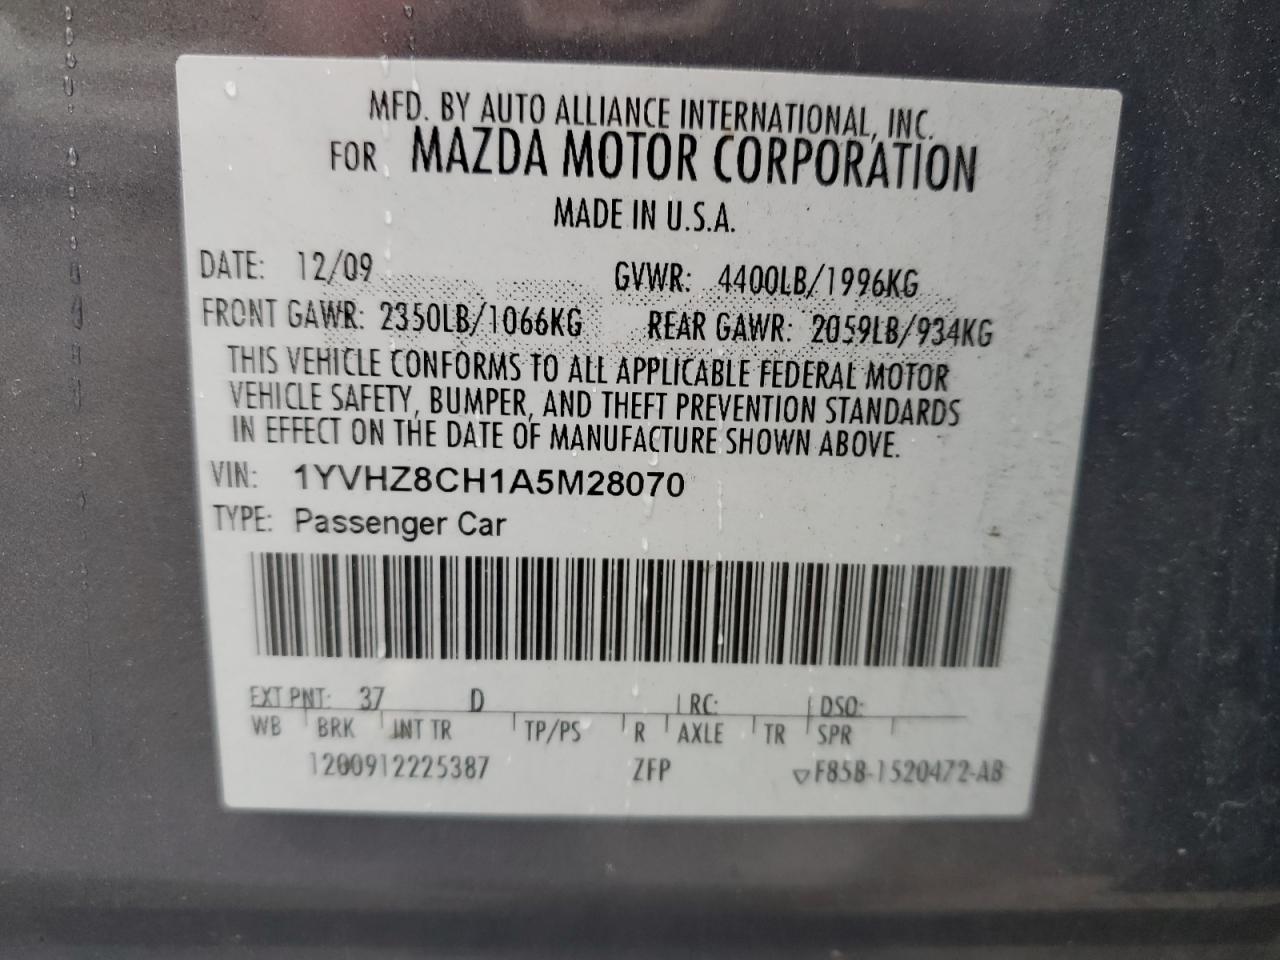 MFD. BY AUTO ALLIANCE INTERNATIONAL, INC.
FOR MAZDA MOTOR CORPORATION
MADE IN U.S.A.
DATE: 12/09 GVWR: 4400LB/1996KG
FRONT GAWR: 2350LB/1066KG REAR GAWR: 2059LB/934KG
THIS VEHICLE CONFORMS TO ALL APPLICABLE FEDERAL MOTOR
VEHICLE SAFETY, BUMPER, AND THEFT PREVENTION STANDARDS
IN EFFECT ON THE DATE OF MANUFACTURE SHOWN ABOVE.
VIN: 1YVHZ8CH1A5M28070
TYPE: Passenger Car
EXT PNT: 37 D RC: DSO:
WB BRK INT TR TP/PS R AXLE TR SPR
1200912225387 ZFP F85B-1520472-AB